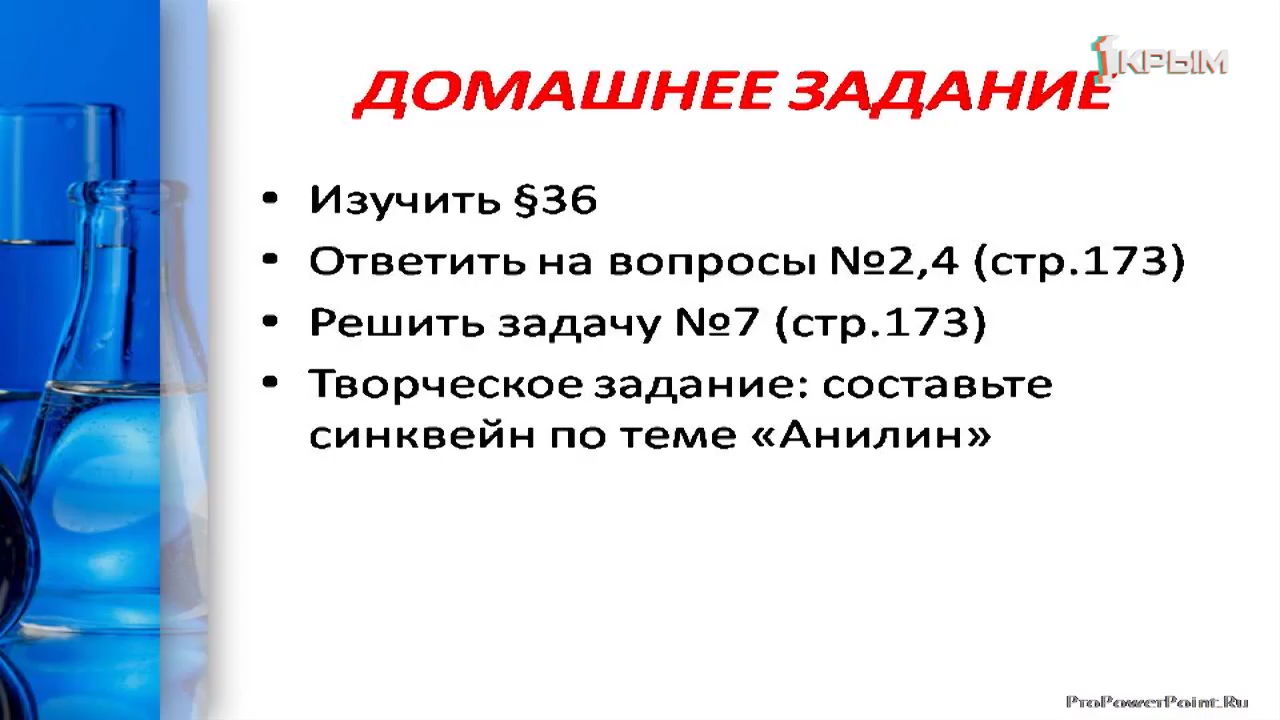 1КРЫМ
ДОМАШНЕЕ ЗАДАНИЕ
• Изучить §36
• Ответить на вопросы №2,4 (стр.173)
• Решить задачу №7 (стр.173)
• Творческое задание: составьте
синквейн по теме «Анилин»
ProPowerPoint.Ru